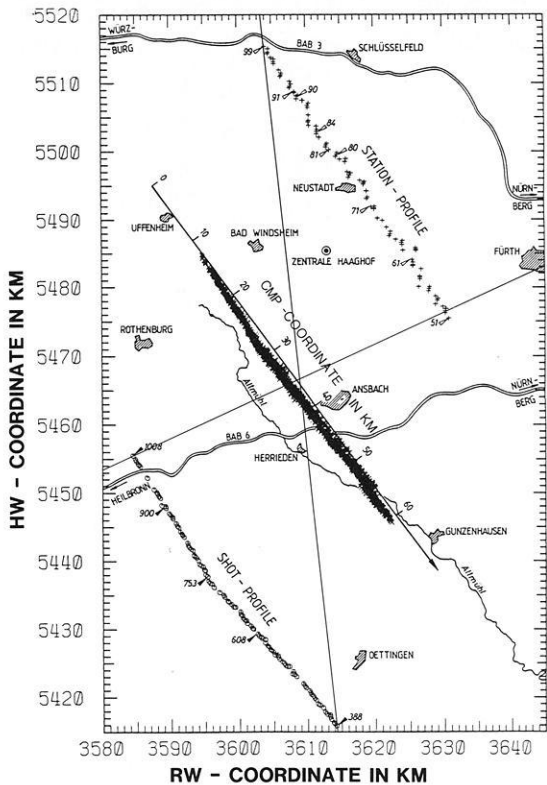 5520
5510
5500
5490
5480
5470
5460
5450
5440
5430
5420
HW - COORDINATE IN KM
3580
3590
3600
3610
3620
3630
3640
RW - COORDINATE IN KM
WÜRZ-
BURG
BAB 3
SCHLÜSSELFELD
99
91
90
84
81
80
STATION - PROFILE
NEUSTADT
71
61
51
NÜRN-
BERG
FÜRTH
0
UFFENHEIM
10
BAD WINDSHEIM
ZENTRALE HAAGHOF
20
CMP - COORDINATE IN KM
30
ROTHENBURG
Altmühl
40
ANSBACH
NÜRN-
BERG
BAB 6
HERRIEDEN
50
60
GUNZENHAUSEN
Altmühl
1008
HEILBRONN
900
753
SHOT - PROFILE
608
OETTINGEN
388